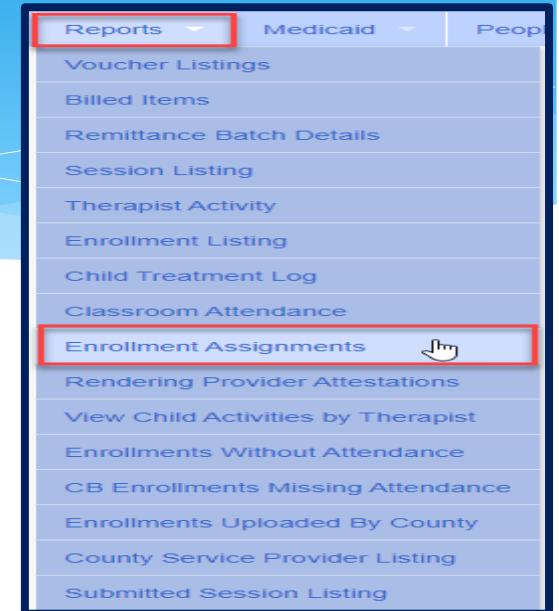 Reports Medicaid Peopl
Voucher Listings
Billed Items
Remittance Batch Details
Session Listing
Therapist Activity
Enrollment Listing
Child Treatment Log
Classroom Attendance
Enrollment Assignments
Rendering Provider Attestations
View Child Activities by Therapist
Enrollments Without Attendance
CB Enrollments Missing Attendance
Enrollments Uploaded By County
County Service Provider Listing
Submitted Session Listing